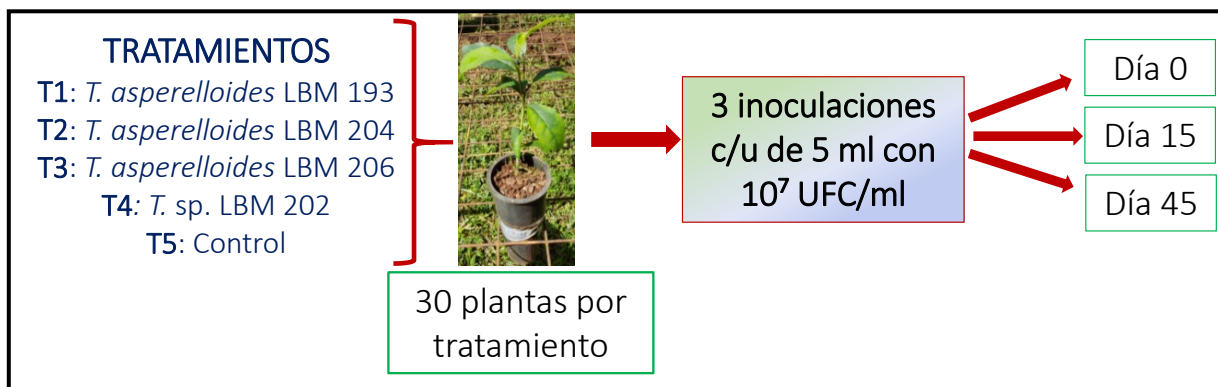 TRATAMIENTOS
T1: T. asperelloides LBM 193
T2: T. asperelloides LBM 204
T3: T. asperelloides LBM 206
T4: T. sp. LBM 202
T5: Control
30 plantas por
tratamiento
3 inoculaciones
c/u de 5 ml con
10⁷ UFC/ml
Día 0
Día 15
Día 45